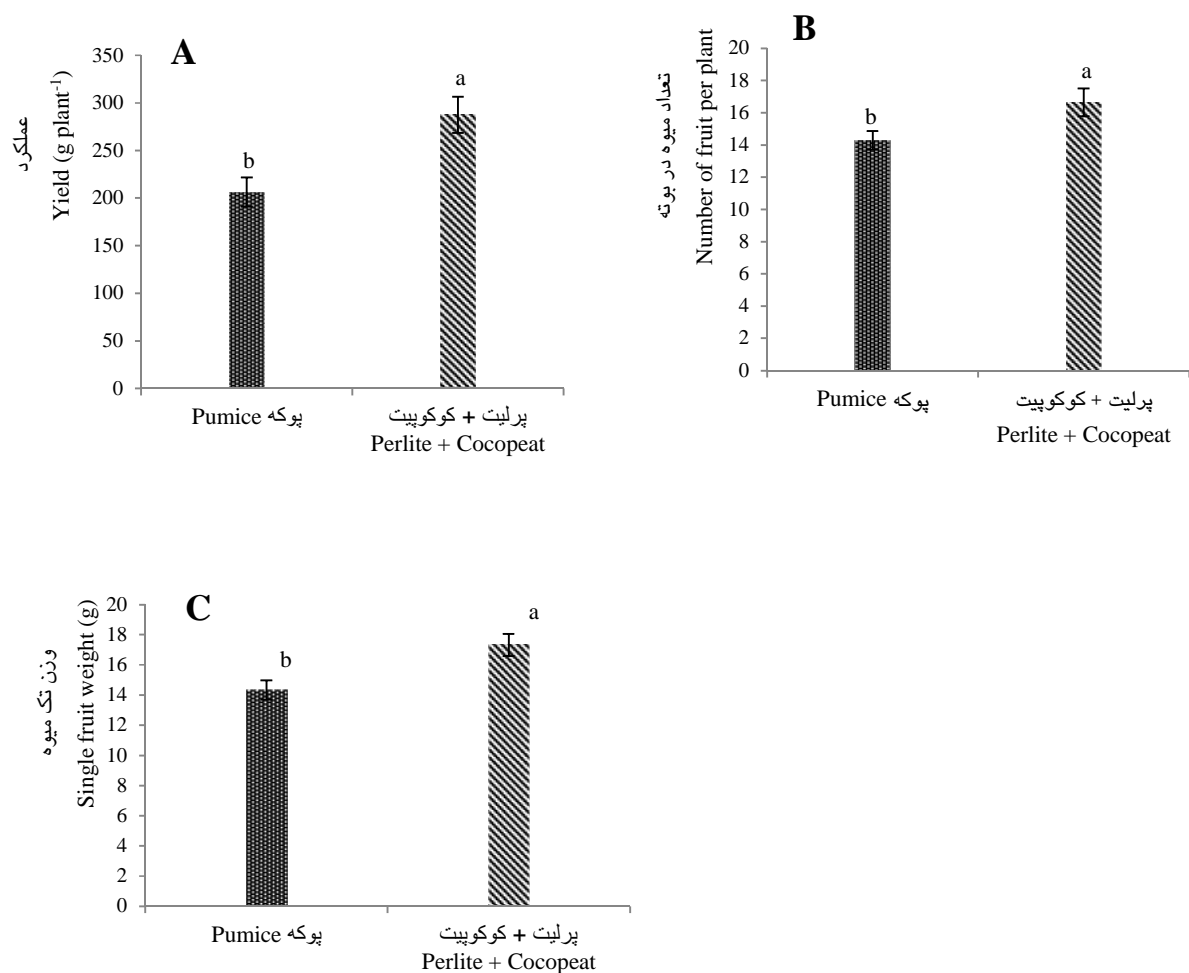 A
عملکرد
Yield (g plant-1)
350
300
250
200
150
100
50
0
b
a
Pumice پوکه
پرلیت + کوکوپیت
Perlite + Cocopeat
B
تعداد میوه در بوته
Number of fruit per plant
20
18
16
14
12
10
8
6
4
2
0
b
a
Pumice پوکه
پرلیت + کوکوپیت
Perlite + Cocopeat
C
وزن تک میوه
Single fruit weight (g)
20
18
16
14
12
10
8
6
4
2
0
b
a
Pumice پوکه
پرلیت + کوکوپیت
Perlite + Cocopeat